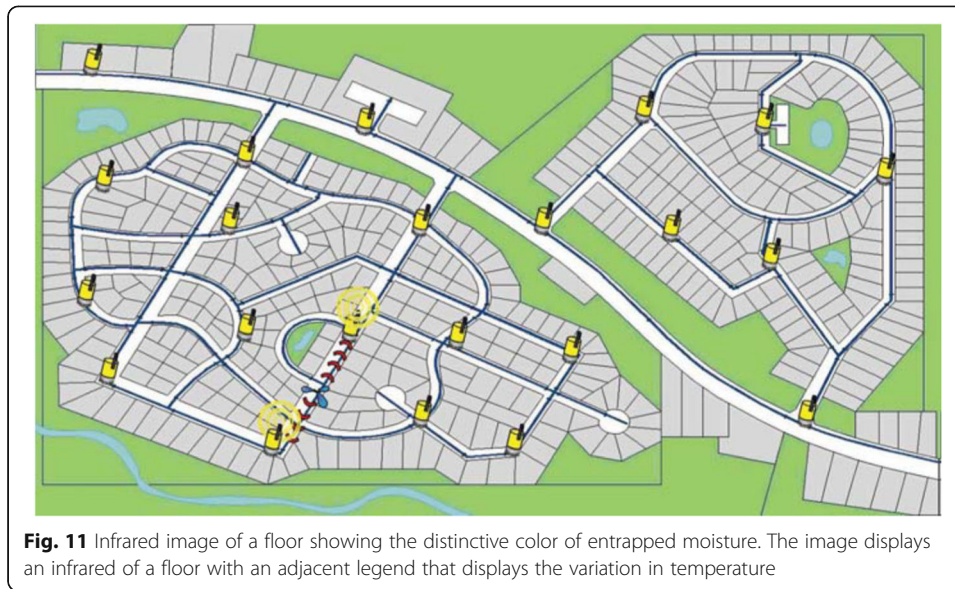 Fig. 11 Infrared image of a floor showing the distinctive color of entrapped moisture. The image displays
an infrared of a floor with an adjacent legend that displays the variation in temperature